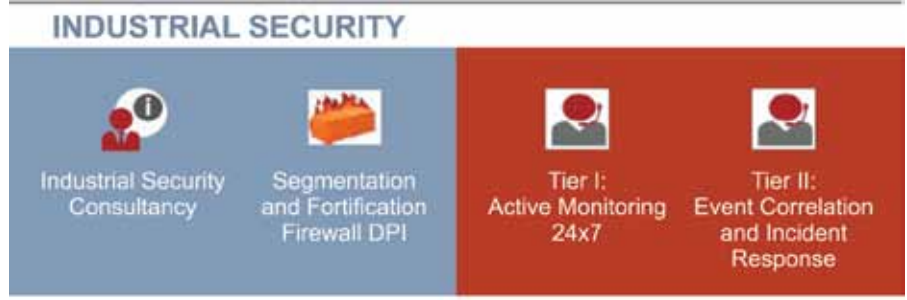 INDUSTRIAL SECURITY
Industrial Security
Consultancy
Segmentation
and Fortification
Firewall DPI
Tier I:
Active Monitoring
24x7
Tier II:
Event Correlation
and Incident
Response